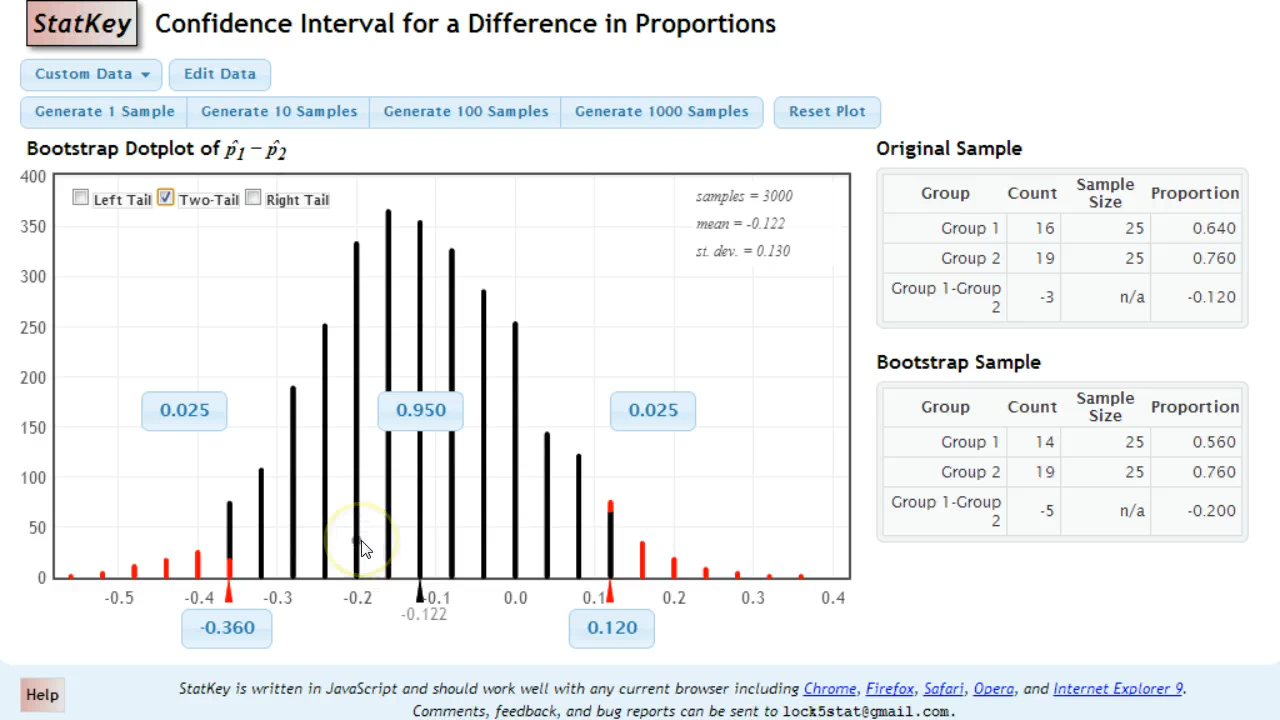 StatKey Confidence Interval for a Difference in Proportions
Custom Data Edit Data
Generate 1 Sample Generate 10 Samples Generate 100 Samples Generate 1000 Samples Reset Plot
Bootstrap Dotplot of p̂1 − p̂2
Left Tail Two-Tail Right Tail
samples = 3000
mean = -0.122
st. dev. = 0.130
400
350
300
250
200
150
100
50
0
0.025 0.950 0.025
-0.5 -0.4 -0.3 -0.2 -0.1 0.0 0.1 0.2 0.3 0.4
-0.122
-0.360 0.120
Original Sample
Group Count Sample Size Proportion
Group 1 16 25 0.640
Group 2 19 25 0.760
Group 1-Group 2 -3 n/a -0.120
Bootstrap Sample
Group Count Sample Size Proportion
Group 1 14 25 0.560
Group 2 19 25 0.760
Group 1-Group 2 -5 n/a -0.200
Help
StatKey is written in JavaScript and should work well with any current browser including Chrome, Firefox, Safari, Opera, and Internet Explorer 9.
Comments, feedback, and bug reports can be sent to lock5stat@gmail.com.